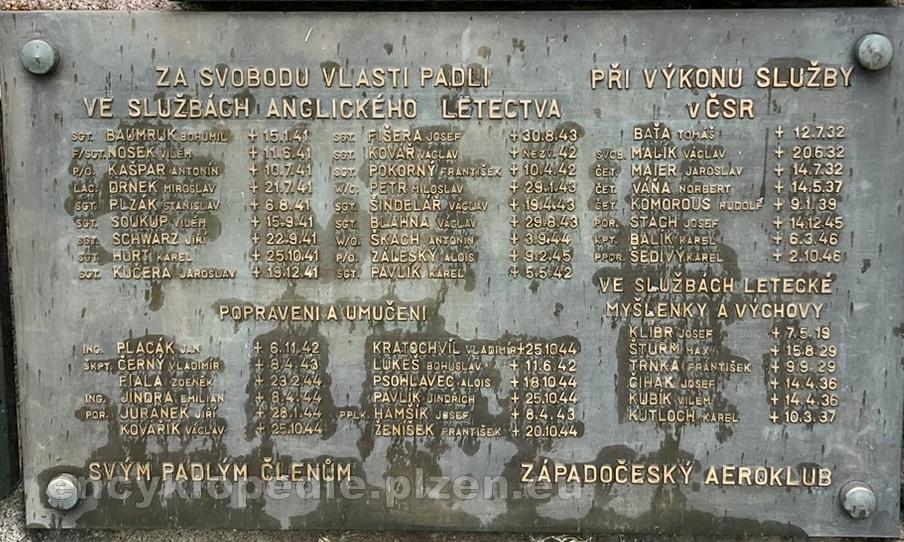 ZA SVOBODU VLASTI PADLI
VE SLUŽBÁCH ANGLICKÉHO LETECTVA
SGT. BAUMRUK BOHUMIL + 15.1.41
F/SGT. NOSEK VILÉM + 11.6.41
P/O. KAŠPAR ANTONÍN + 10.7.41
LAC. DRNEK MIROSLAV + 21.7.41
SGT. PLZÁK STANISLAV + 6.8.41
SGT. SOUKUP VILÉM + 15.9.41
SGT. SCHWARZ JIŘÍ + 22.9.41
SGT. HURT KAREL + 25.10.41
SGT. KUČERA JAROSLAV + 19.12.41
SGT. FIŠERA JOSEF + 30.8.43
SGT. KOVÁŘ VÁCLAV + NEZV. 42
SGT. POKORNÝ FRANTIŠEK + 10.4.42
W/C. PETR MILOSLAV + 29.1.43
SGT. ŠINDELÁŘ VÁCLAV + 19.4.43
SGT. BLÁHNA VÁCLAV + 29.8.43
W/O. ŠKACH ANTONÍN + 3.9.44
P/O. ZÁLESKÝ ALOIS + 9.2.45
SGT. PAVLÍK KAREL + 5.5.42
POPRAVENI A UMUČENI
ING. PLACÁK JAN + 6.11.42
ŠKPT. ČERNÝ VLADIMÍR + 8.4.43
FIALA ZDENĚK + 23.2.44
ING. JINDRA EMILIÁN + 8.4.44
POR. JURÁNEK JIŘÍ + 28.1.44
KOVAŘÍK VÁCLAV + 25.10.44
KRATOCHVÍL VLADIMÍR + 25.10.44
LUKEŠ BOHUSLAV + 11.6.42
PSOHLAVEC ALOIS + 18.10.44
PAVLÍK JINDŘICH + 25.10.44
PPLK. HAMŠÍK JOSEF + 8.4.43
ŽENÍŠEK FRANTIŠEK + 20.10.44
PŘI VÝKONU SLUŽBY
V ČSR
BAŤA TOMÁŠ + 12.7.32
SVOB. MALÍK VÁCLAV + 20.6.32
ČET. MAIER JAROSLAV + 14.7.32
ČET. VÁŇA NORBERT + 14.5.37
ČET. KOMOROUS RUDOLF + 9.1.39
POR. STACH JOSEF + 14.12.45
KPT. BALÍK KAREL + 6.3.46
PPOR. ŠEDIVÝ KAREL + 2.10.46
VE SLUŽBÁCH LETECKÉ
MYŠLENKY A VÝCHOVY
KLÍBR JOSEF + 7.5.19
ŠTURM MAX + 15.8.29
TRNKA FRANTIŠEK + 9.9.29
ČIHÁK JOSEF + 14.4.36
KUBÍK VILÉM + 14.4.36
KUTLOCH KAREL + 10.3.37
SVÝM PADLÝM ČLENŮM
ZÁPADOČESKÝ AEROKLUB
encyklopedie.plzen.eu